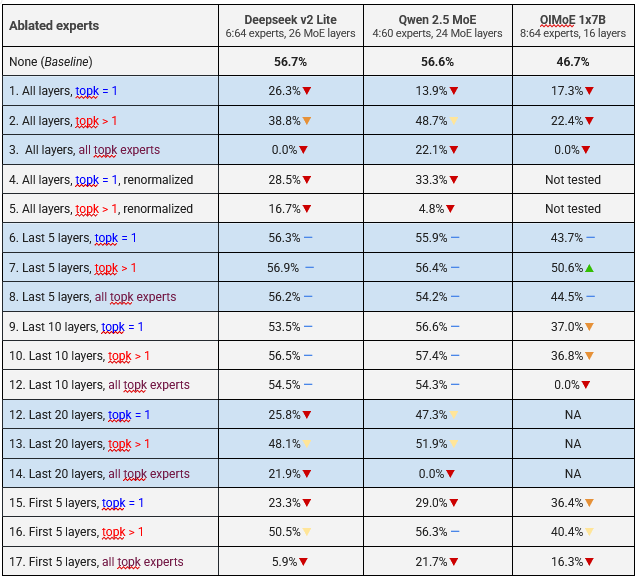 Ablated experts Deepseek v2 Lite Qwen 2.5 MoE OlMoE 1x7B
6:64 experts, 26 MoE layers 4:60 experts, 24 MoE layers 8:64 experts, 16 layers
None (Baseline) 56.7% 56.6% 46.7%
1. All layers, topk = 1 26.3%▼ 13.9%▼ 17.3%▼
2. All layers, topk > 1 38.8%▼ 48.7%▼ 22.4%▼
3. All layers, all topk experts 0.0%▼ 22.1%▼ 0.0%▼
4. All layers, topk = 1, renormalized 28.5%▼ 33.3%▼ Not tested
5. All layers, topk > 1, renormalized 16.7%▼ 4.8%▼ Not tested
6. Last 5 layers, topk = 1 56.3% – 55.9% – 43.7% –
7. Last 5 layers, topk > 1 56.9% – 56.4% – 50.6%▲
8. Last 5 layers, all topk experts 56.2% – 54.2% – 44.5% –
9. Last 10 layers, topk = 1 53.5% – 56.6% – 37.0%▼
10. Last 10 layers, topk > 1 56.5% – 57.4% – 36.8%▼
12. Last 10 layers, all topk experts 54.5% – 54.3% – 0.0%▼
12. Last 20 layers, topk = 1 25.8%▼ 47.3%▼ NA
13. Last 20 layers, topk > 1 48.1%▼ 51.9%▼ NA
14. Last 20 layers, all topk experts 21.9%▼ 0.0%▼ NA
15. First 5 layers, topk = 1 23.3%▼ 29.0%▼ 36.4%▼
16. First 5 layers, topk > 1 50.5%▼ 56.3% – 40.4%▼
17. First 5 layers, all topk experts 5.9%▼ 21.7%▼ 16.3%▼